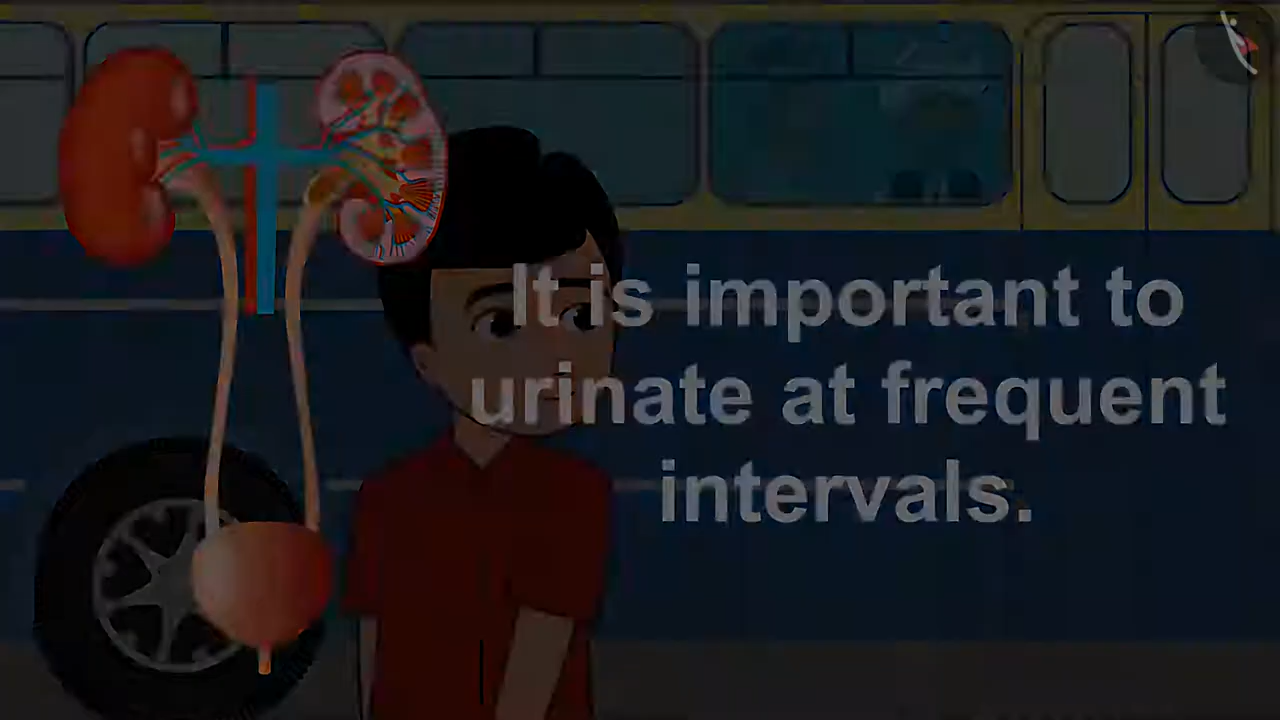 It is important to
urinate at frequent
intervals.